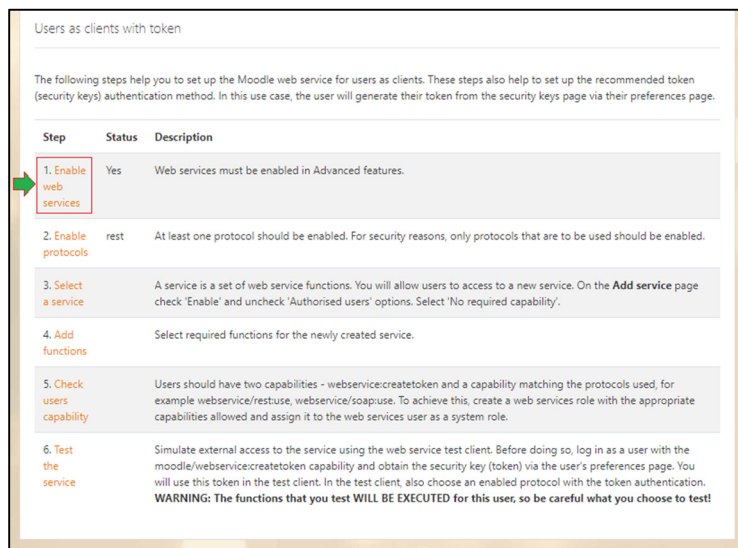 Users as clients with token
The following steps help you to set up the Moodle web service for users as clients. These steps also help to set up the recommended token
(security keys) authentication method. In this use case, the user will generate their token from the security keys page via their preferences page.
Step Status Description
1. Enable Yes Web services must be enabled in Advanced features.
web
services
2. Enable rest At least one protocol should be enabled. For security reasons, only protocols that are to be used should be enabled.
protocols
3. Select A service is a set of web service functions. You will allow users to access to a new service. On the Add service page
a service check 'Enable' and uncheck 'Authorised users' options. Select 'No required capability'.
4. Add Select required functions for the newly created service.
functions
5. Check Users should have two capabilities - webservice:createtoken and a capability matching the protocols used, for
users example webservice/rest:use, webservice/soap:use. To achieve this, create a web services role with the appropriate
capability capabilities allowed and assign it to the web services user as a system role.
6. Test Simulate external access to the service using the web service test client. Before doing so, log in as a user with the
the moodle/webservice:createtoken capability and obtain the security key (token) via the user's preferences page. You
service will use this token in the test client. In the test client, also choose an enabled protocol with the token authentication.
WARNING: The functions that you test WILL BE EXECUTED for this user, so be careful what you choose to test!